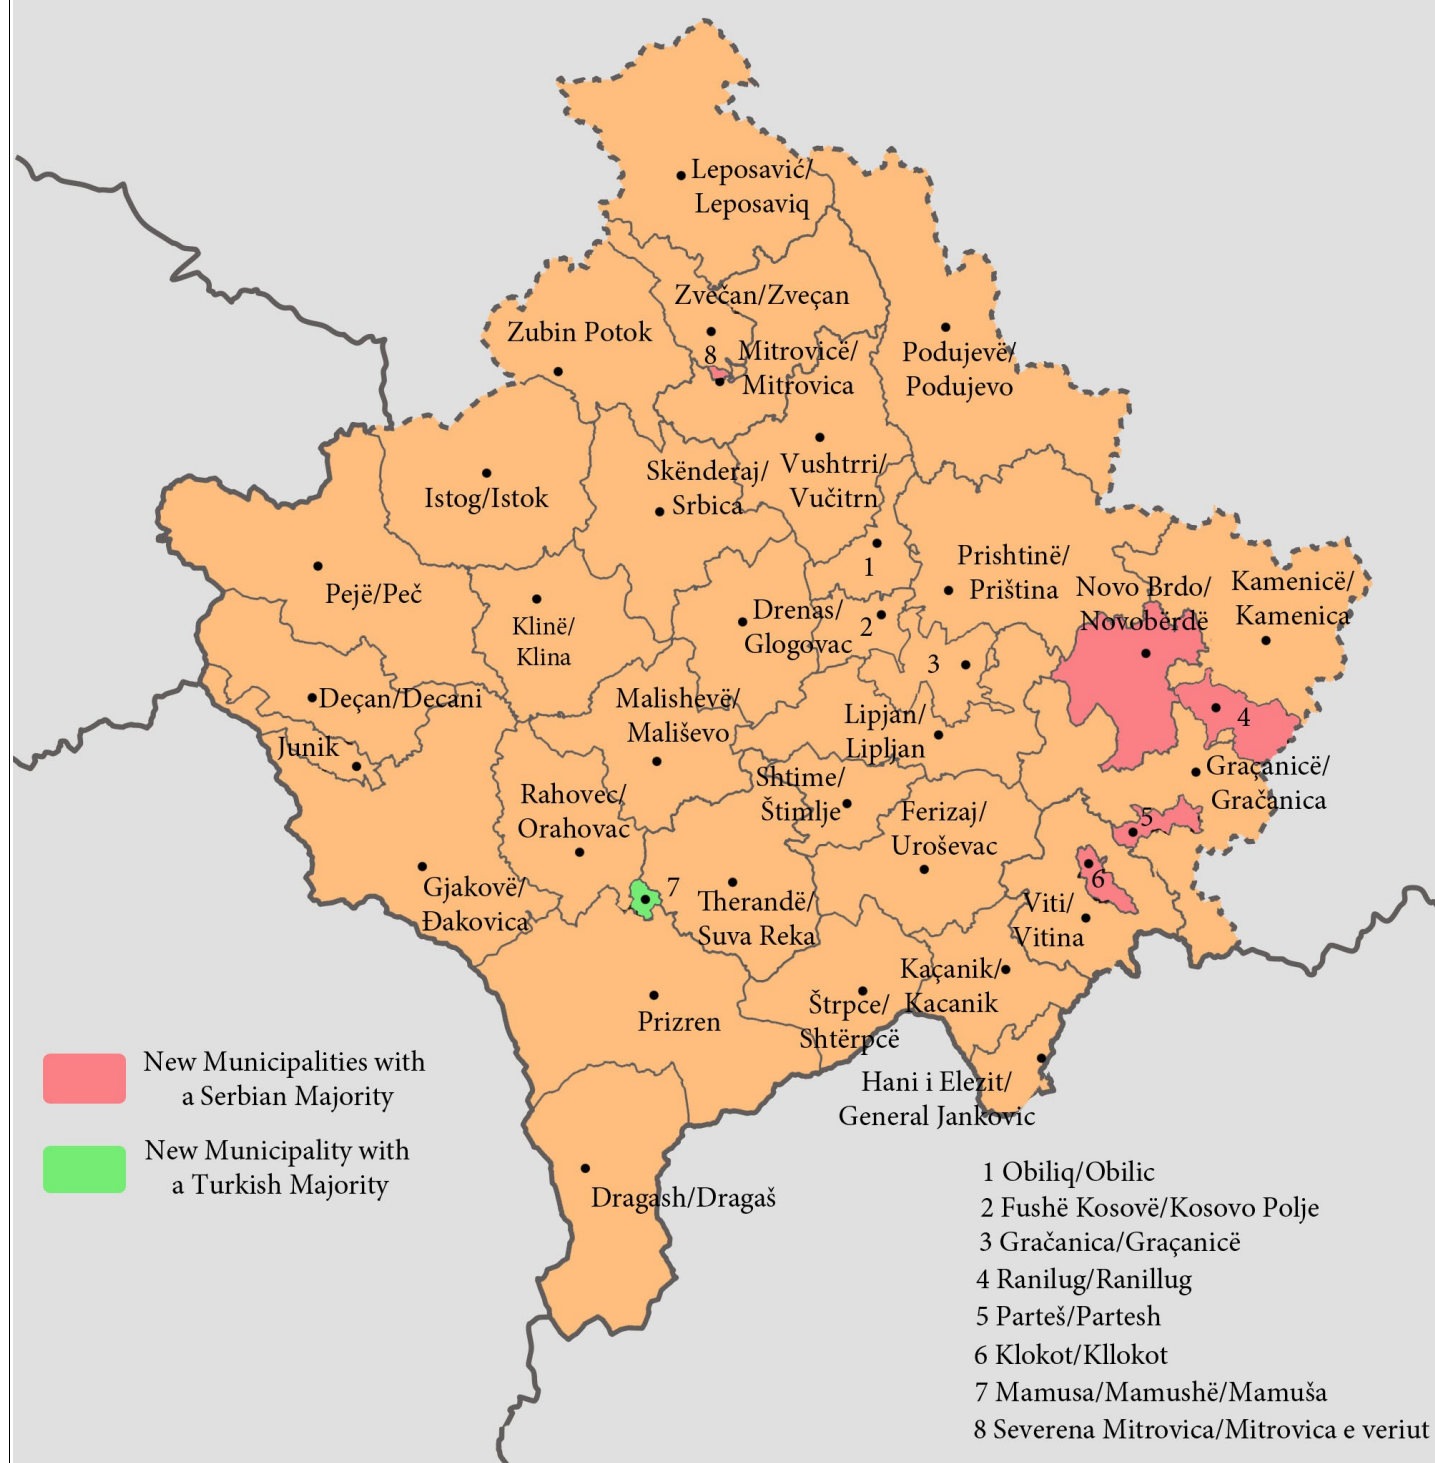 Leposavić/
Leposaviq
Zvečan/Zveçan
Zubin Potok
8
Mitrovicë/
Mitrovica
Podujevë/
Podujevo
Istog/Istok
Skënderaj/
Srbica
Vushtrri/
Vučitrn
1
Pejë/Peč
Klinë/
Klina
Drenas/
Glogovac
2
Prishtinë/
Priština
Novo Brdo/
Novobërdë
Kamenicë/
Kamenica
3
Deçan/Decani
Junik
Malishevë/
Mališevo
Lipjan/
Lipljan
4
Graçanicë/
Gračanica
Rahovec/
Orahovac
Shtime/
Štimlje
Ferizaj/
Uroševac
5
6
Gjakovë/
Đakovica
7
Therandë/
Suva Reka
Viti/
Vitina
Prizren
Štrpce/
Shtërpcë
Kaçanik/
Kacanik
Hani i Elezit/
General Jankovic
Dragash/Dragaš
New Municipalities with
a Serbian Majority
New Municipality with
a Turkish Majority
1 Obiliq/Obilic
2 Fushë Kosovë/Kosovo Polje
3 Gračanica/Graçanicë
4 Ranilug/Ranillug
5 Parteš/Partesh
6 Klokot/Kllokot
7 Mamusa/Mamushë/Mamuša
8 Severena Mitrovica/Mitrovica e veriut